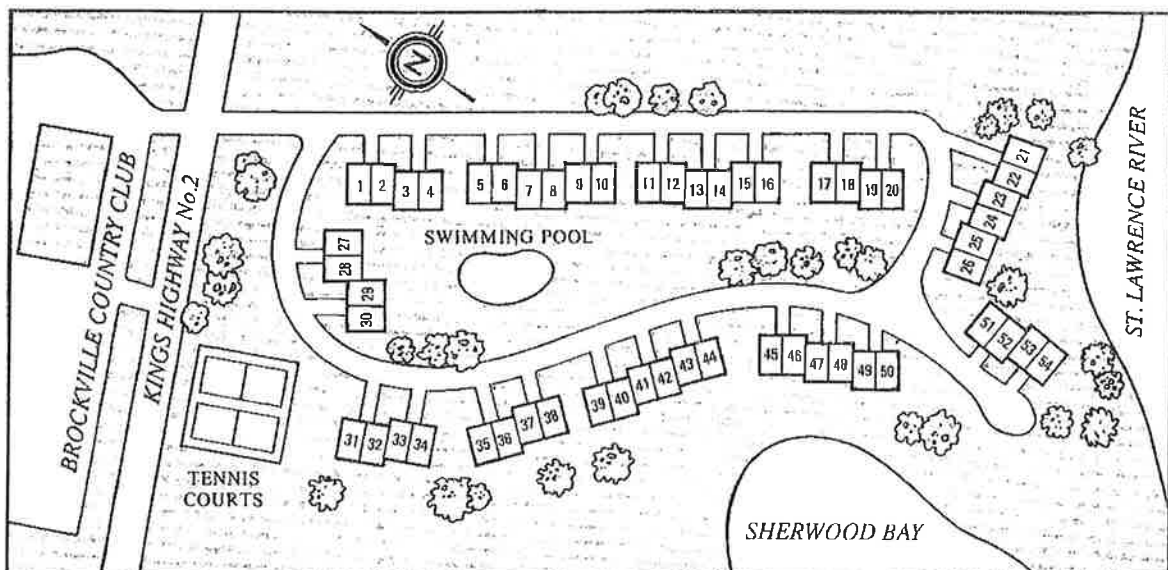 N
BROCKVILLE COUNTRY CLUB
KINGS HIGHWAY No.2
1 2 3 4
5 6 7 8 9 10
11 12 13 14 15 16
17 18 19 20
21
22
23
24
25
26
SWIMMING POOL
27
28
29
30
31 32 33 34
35 36 37 38
39 40 41 42 43 44
45 46 47 48 49 50
51 52 53 54
TENNIS
COURTS
SHERWOOD BAY
ST. LAWRENCE RIVER